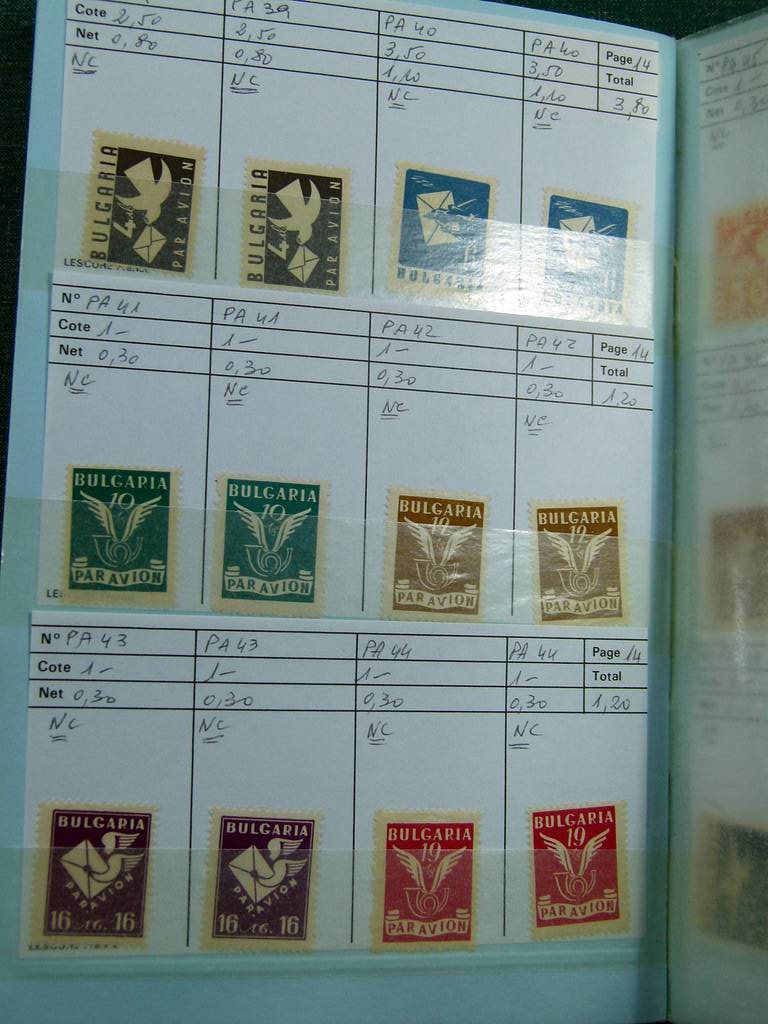 PA 39 PA 40 PA 40 Page 14
Cote 2,50 2,50 3,50 3,50 Total
Net 0,80 0,80 1,10 1,10 3,80
NC NC NC NC
BULGARIA 4 PAR AVION
BULGARIA 4 PAR AVION
BULGARIA
N° PA 41 PA 41 PA 42 PA 42 Page 14
Cote 1- 1- 1- 1- Total
Net 0,30 0,30 0,30 0,30 1,20
NC NC NC NC
BULGARIA 19 PAR AVION
BULGARIA 19 PAR AVION
BULGARIA 19 PAR AVION
BULGARIA 19 PAR AVION
N° PA 43 PA 43 PA 44 PA 44 Page 14
Cote 1- 1- 1- 1- Total
Net 0,30 0,30 0,30 0,30 1,20
NC NC NC NC
BULGARIA PAR AVION 16 лв. 16
BULGARIA PAR AVION 16 лв. 16
BULGARIA 19 PAR AVION
BULGARIA 19 PAR AVION